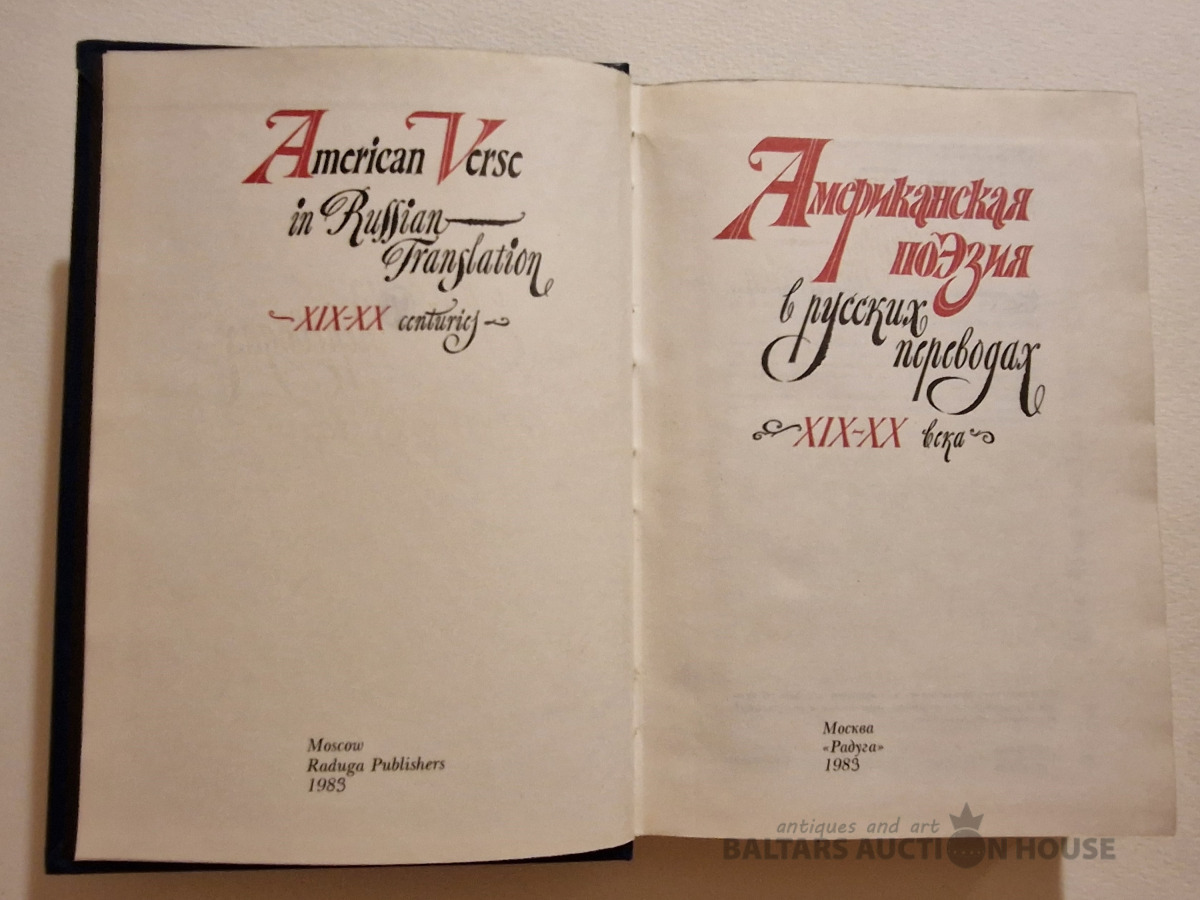 American Verse
in Russian
Translation
XIX-XX centuries
Moscow
Raduga Publishers
1983
Американская
поэзия
в русских
переводах
XIX-XX века
Москва
«Радуга»
1983
antiques and art
BALTARS AUCTION HOUSE